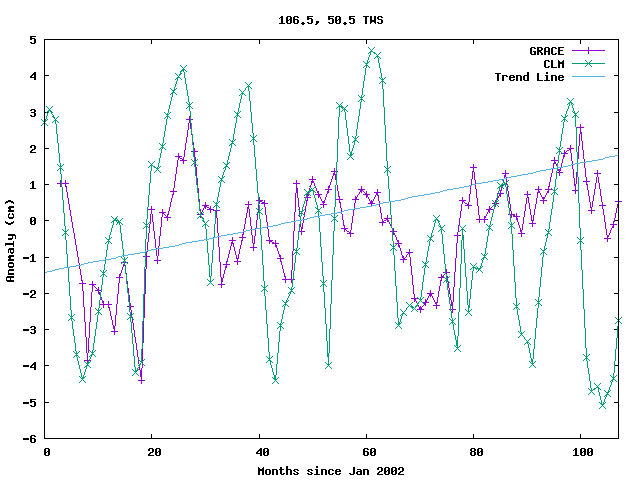 106.5, 50.5 TWS
GRACE
CLM
Trend Line
5
4
3
2
1
0
-1
-2
-3
-4
-5
-6
Anomaly (cm)
0 20 40 60 80 100
Months since Jan 2002